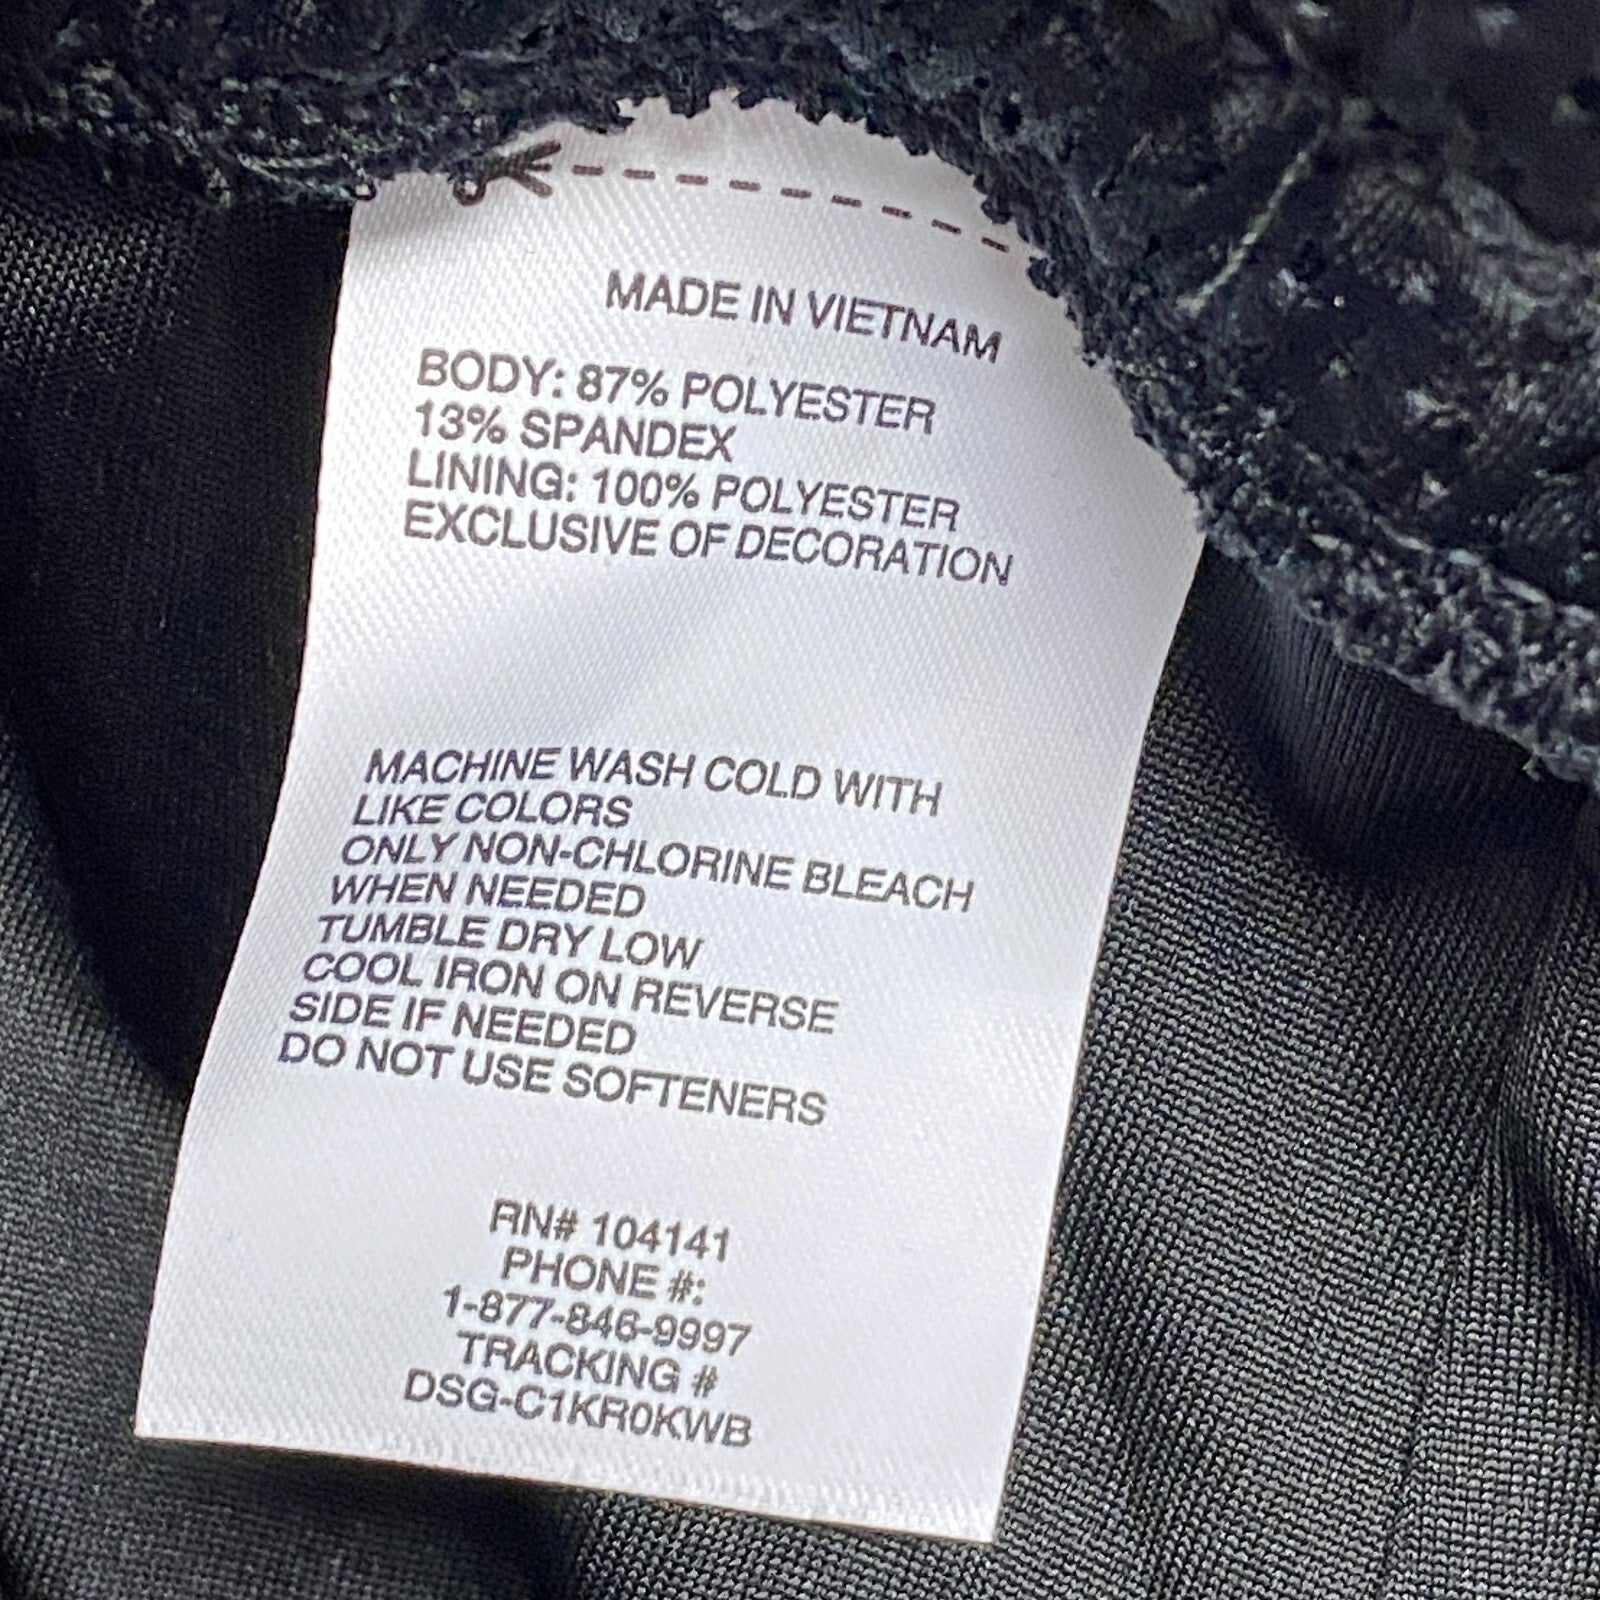 MADE IN VIETNAM
BODY: 87% POLYESTER
13% SPANDEX
LINING: 100% POLYESTER
EXCLUSIVE OF DECORATION
MACHINE WASH COLD WITH
LIKE COLORS
ONLY NON-CHLORINE BLEACH
WHEN NEEDED
TUMBLE DRY LOW
COOL IRON ON REVERSE
SIDE IF NEEDED
DO NOT USE SOFTENERS
RN# 104141
PHONE #:
1-877-846-9997
TRACKING #
DSG-C1KR0KWB